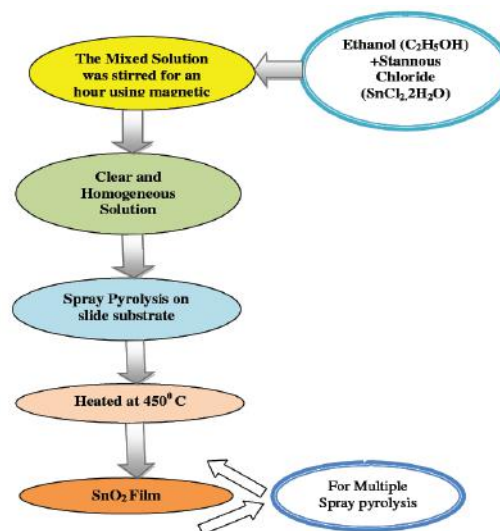 Ethanol (C₂H₅OH)
+Stannous
Chloride
(SnCl₂.2H₂O)
The Mixed Solution
was stirred for an
hour using magnetic
Clear and
Homogeneous
Solution
Spray Pyrolysis on
slide substrate
Heated at 450⁰ C
SnO₂ Film
For Multiple
Spray pyrolysis